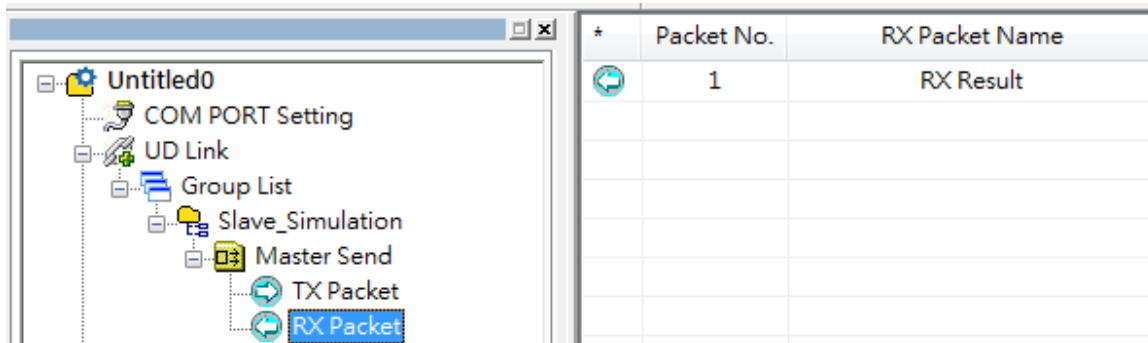 Untitled0
COM PORT Setting
UD Link
Group List
Slave_Simulation
Master Send
TX Packet
RX Packet
* Packet No. RX Packet Name
1 RX Result